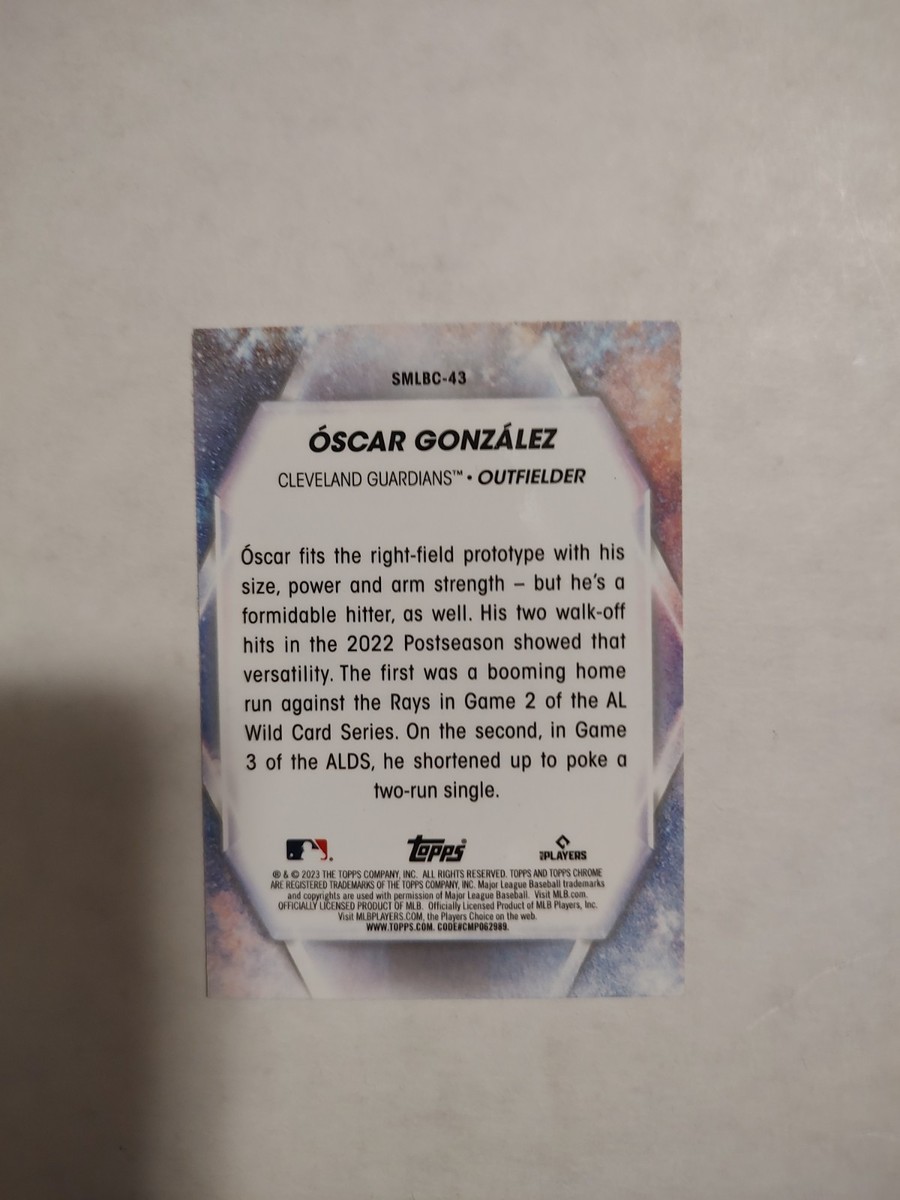 SMLBC-43
ÓSCAR GONZÁLEZ
CLEVELAND GUARDIANS™ • OUTFIELDER
Óscar fits the right-field prototype with his
size, power and arm strength – but he's a
formidable hitter, as well. His two walk-off
hits in the 2022 Postseason showed that
versatility. The first was a booming home
run against the Rays in Game 2 of the AL
Wild Card Series. On the second, in Game
3 of the ALDS, he shortened up to poke a
two-run single.
Topps®
MLB PLAYERS
® & © 2023 THE TOPPS COMPANY, INC. ALL RIGHTS RESERVED. TOPPS AND TOPPS CHROME
ARE REGISTERED TRADEMARKS OF THE TOPPS COMPANY, INC. Major League Baseball trademarks
and copyrights are used with permission of Major League Baseball. Visit MLB.com.
OFFICIALLY LICENSED PRODUCT OF MLB. Officially Licensed Product of MLB Players, Inc.
Visit MLBPLAYERS.COM, the Players Choice on the web.
WWW.TOPPS.COM. CODE#CMP062989.